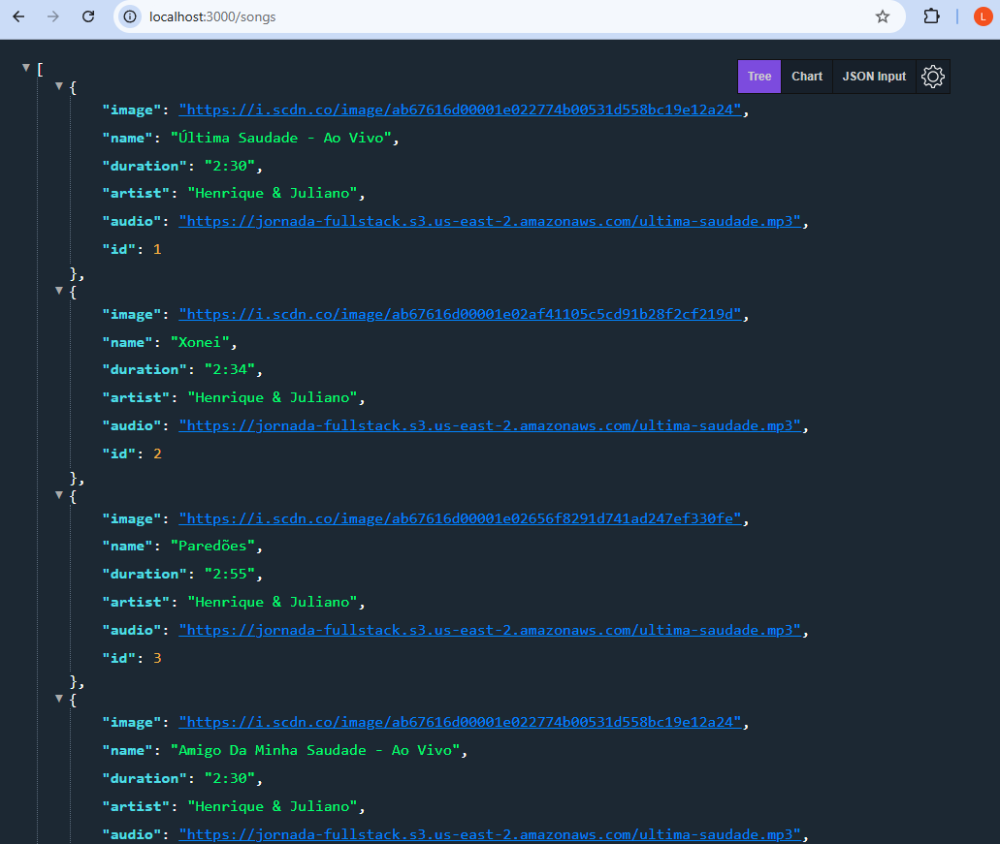 localhost:3000/songs
L
Tree Chart JSON Input
[
{
"image": "https://i.scdn.co/image/ab67616d00001e022774b00531d558bc19e12a24",
"name": "Última Saudade - Ao Vivo",
"duration": "2:30",
"artist": "Henrique & Juliano",
"audio": "https://jornada-fullstack.s3.us-east-2.amazonaws.com/ultima-saudade.mp3",
"id": 1
},
{
"image": "https://i.scdn.co/image/ab67616d00001e02af41105c5cd91b28f2cf219d",
"name": "Xonei",
"duration": "2:34",
"artist": "Henrique & Juliano",
"audio": "https://jornada-fullstack.s3.us-east-2.amazonaws.com/ultima-saudade.mp3",
"id": 2
},
{
"image": "https://i.scdn.co/image/ab67616d00001e02656f8291d741ad247ef330fe",
"name": "Paredões",
"duration": "2:55",
"artist": "Henrique & Juliano",
"audio": "https://jornada-fullstack.s3.us-east-2.amazonaws.com/ultima-saudade.mp3",
"id": 3
},
{
"image": "https://i.scdn.co/image/ab67616d00001e022774b00531d558bc19e12a24",
"name": "Amigo Da Minha Saudade - Ao Vivo",
"duration": "2:30",
"artist": "Henrique & Juliano",
"audio": "https://jornada-fullstack.s3.us-east-2.amazonaws.com/ultima-saudade.mp3",